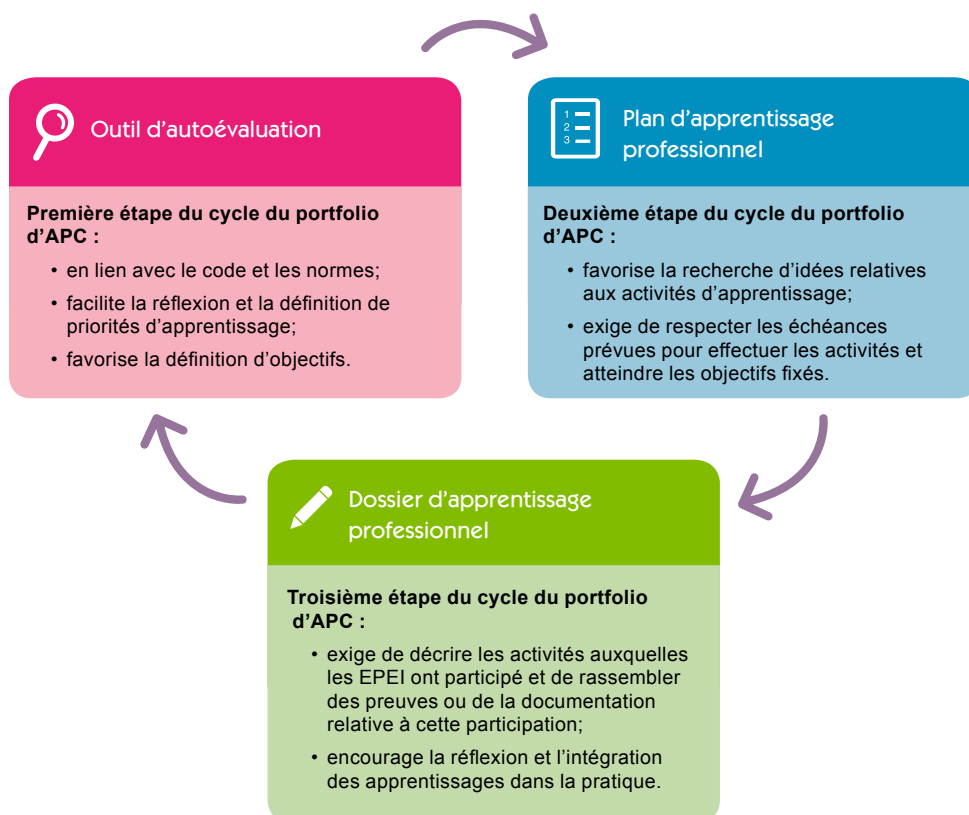 Outil d'autoévaluation
Première étape du cycle du portfolio
d'APC :
• en lien avec le code et les normes;
• facilite la réflexion et la définition de
priorités d'apprentissage;
• favorise la définition d'objectifs.
1
2
3
Plan d'apprentissage
professionnel
Deuxième étape du cycle du portfolio
d'APC :
• favorise la recherche d'idées relatives
aux activités d'apprentissage;
• exige de respecter les échéances
prévues pour effectuer les activités et
atteindre les objectifs fixés.
Dossier d'apprentissage
professionnel
Troisième étape du cycle du portfolio
d'APC :
• exige de décrire les activités auxquelles
les EPEI ont participé et de rassembler
des preuves ou de la documentation
relative à cette participation;
• encourage la réflexion et l'intégration
des apprentissages dans la pratique.